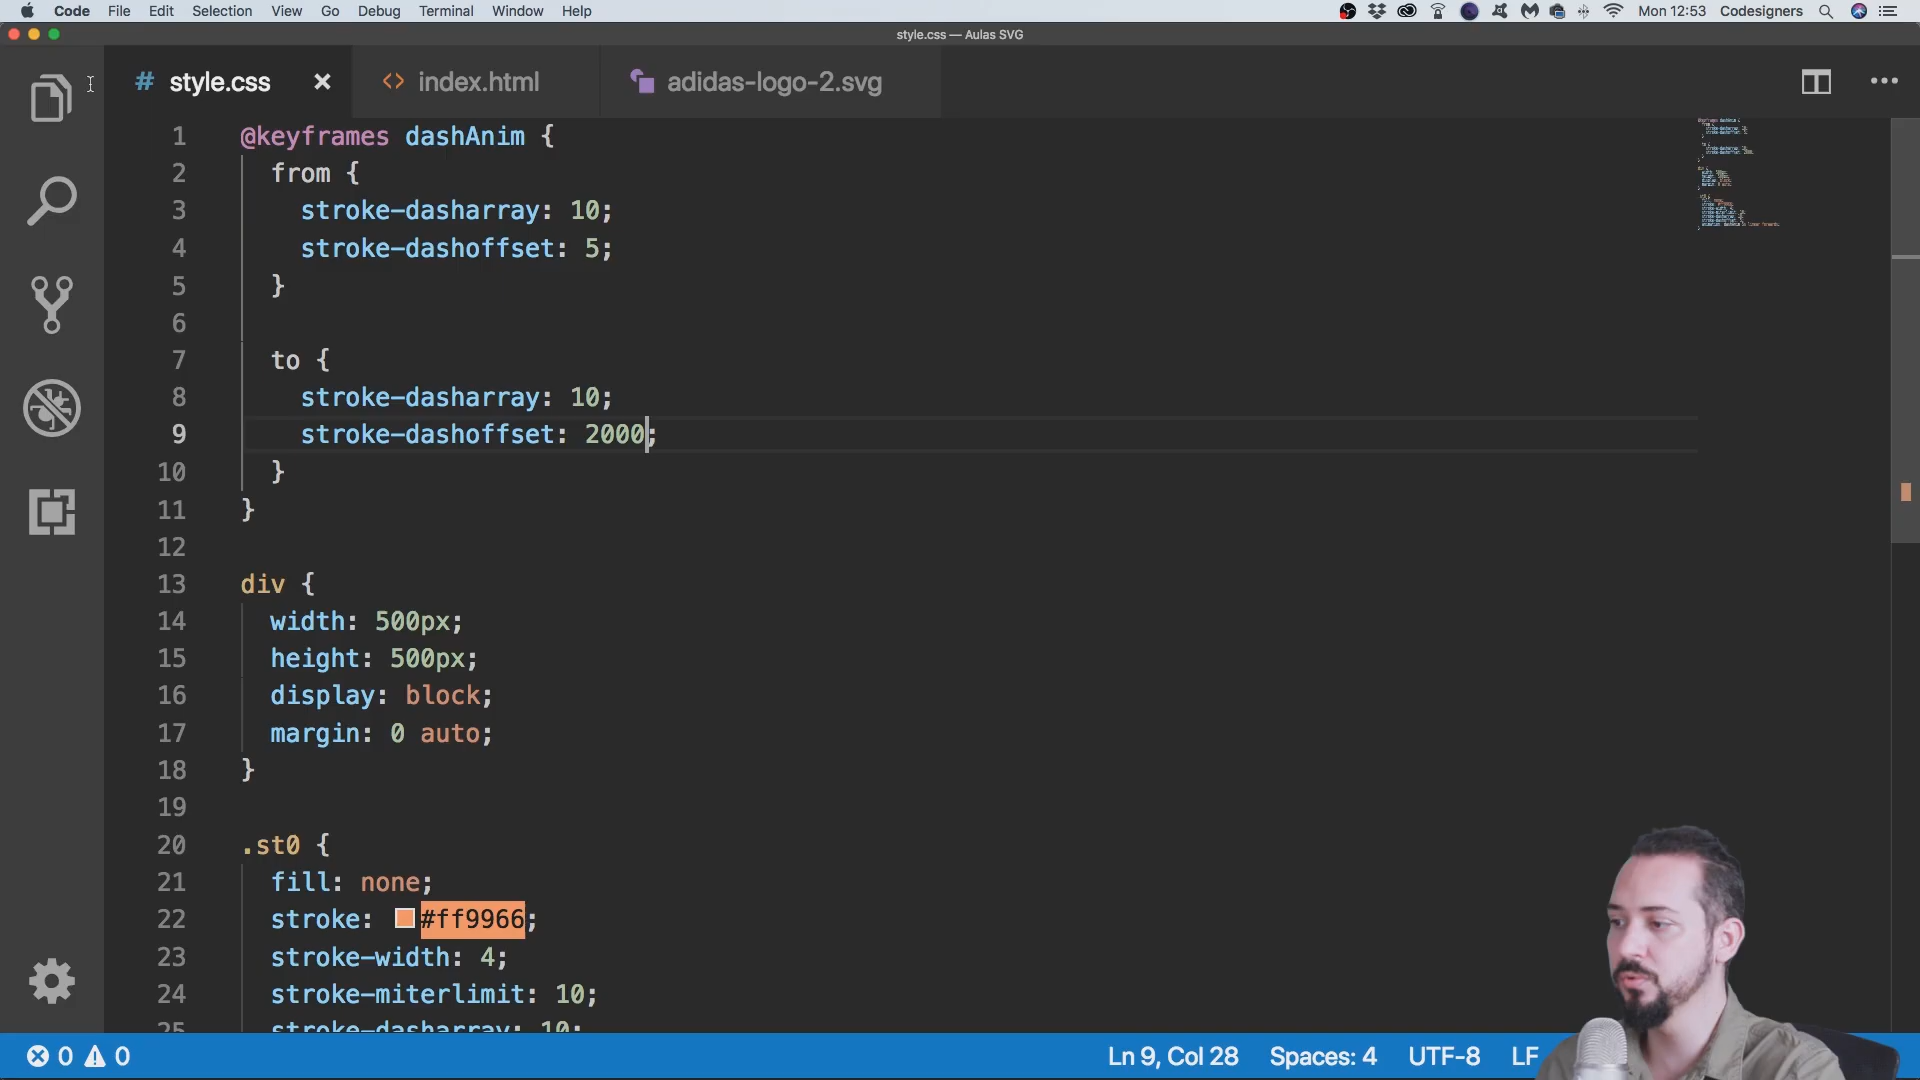 Code File Edit Selection View Go Debug Terminal Window Help Mon 12:53 Codesigners
style.css — Aulas SVG
# style.css × <> index.html adidas-logo-2.svg
1 @keyframes dashAnim {
2 from {
3 stroke-dasharray: 10;
4 stroke-dashoffset: 5;
5 }
6
7 to {
8 stroke-dasharray: 10;
9 stroke-dashoffset: 2000;
10 }
11 }
12
13 div {
14 width: 500px;
15 height: 500px;
16 display: block;
17 margin: 0 auto;
18 }
19
20 .st0 {
21 fill: none;
22 stroke: #ff9966;
23 stroke-width: 4;
24 stroke-miterlimit: 10;
25 stroke-dasharray: 10;
0 0 Ln 9, Col 28 Spaces: 4 UTF-8 LF